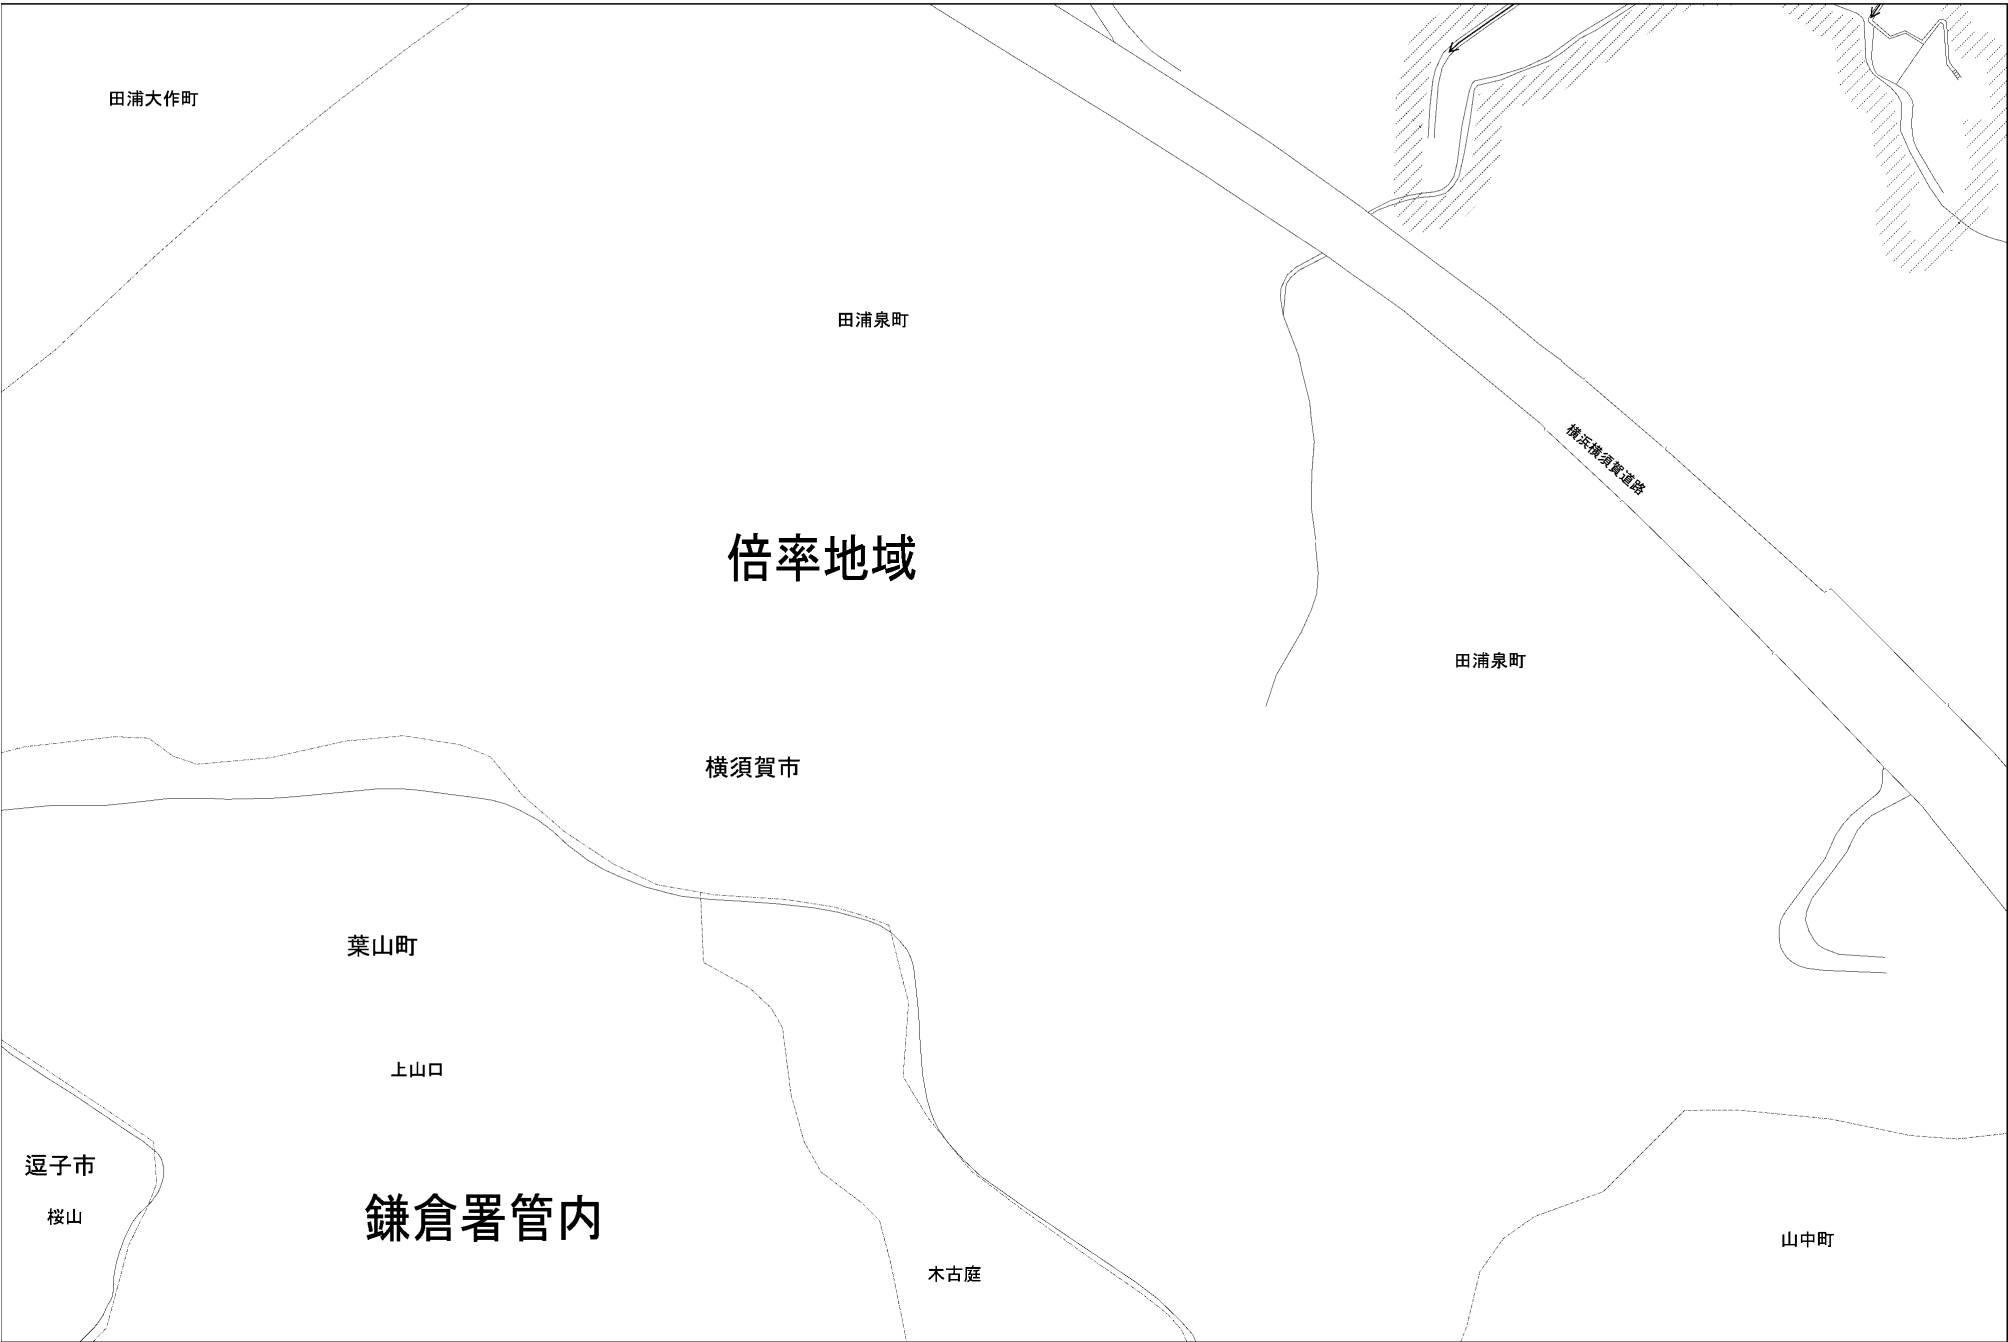 田浦大作町
田浦泉町
横浜横須賀道路
倍率地域
田浦泉町
横須賀市
葉山町
上山口
逗子市
桜山
鎌倉署管内
山中町
木古庭